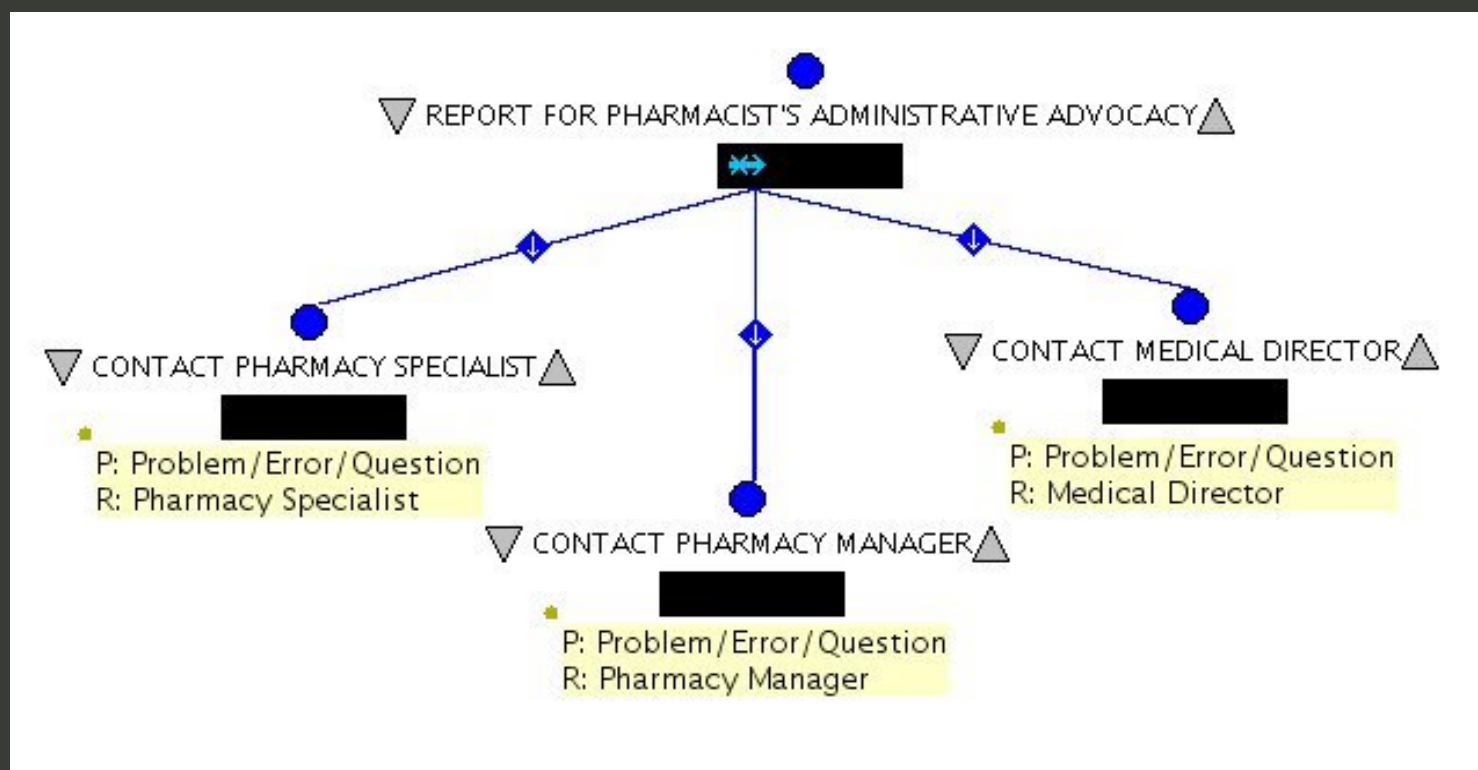 REPORT FOR PHARMACIST'S ADMINISTRATIVE ADVOCACY
CONTACT PHARMACY SPECIALIST
P: Problem/Error/Question
R: Pharmacy Specialist
CONTACT PHARMACY MANAGER
P: Problem/Error/Question
R: Pharmacy Manager
CONTACT MEDICAL DIRECTOR
P: Problem/Error/Question
R: Medical Director